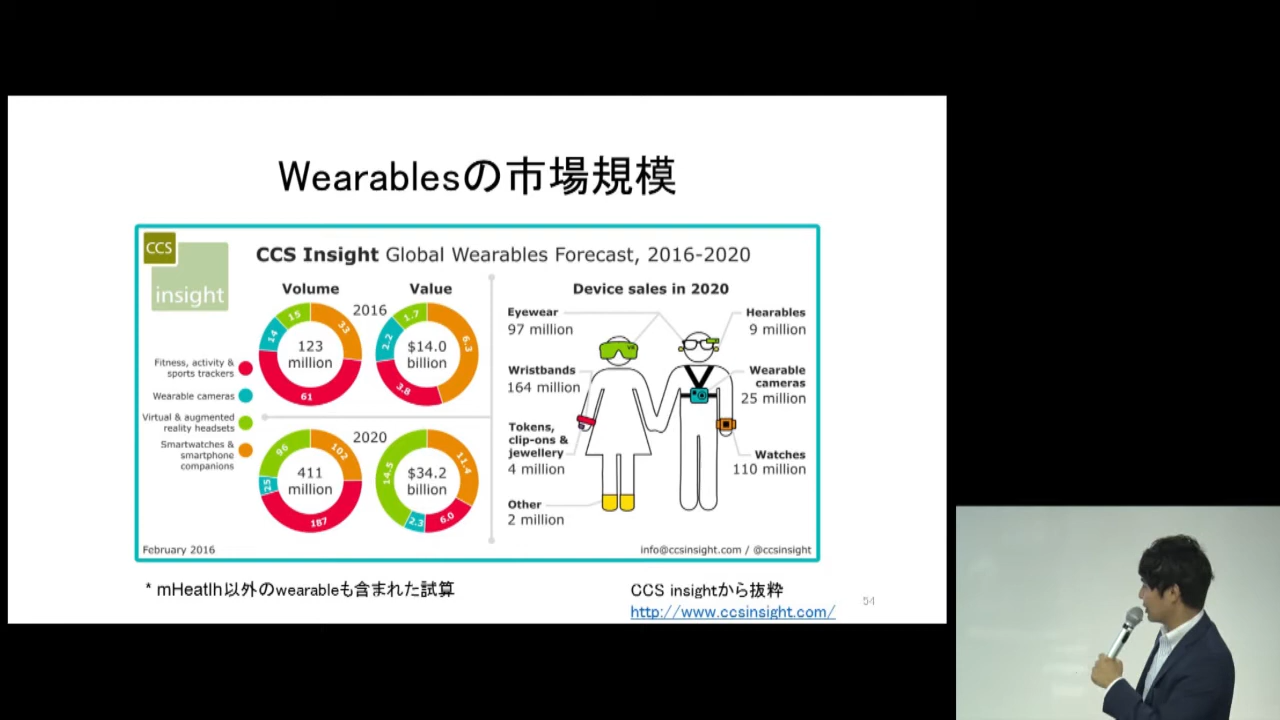 Wearablesの市場規模
CCS
insight
CCS Insight Global Wearables Forecast, 2016-2020
Volume
Value
2016
15
33
14
61
123
million
1.7
6.3
2.2
3.8
$14.0
billion
Fitness, activity &
sports trackers
Wearable cameras
Virtual & augmented
reality headsets
Smartwatches &
smartphone
companions
2020
96
102
25
187
411
million
14.5
11.4
2.3
6.0
$34.2
billion
Device sales in 2020
Eyewear
97 million
Wristbands
164 million
Tokens,
clip-ons &
jewellery
4 million
Other
2 million
Hearables
9 million
Wearable
cameras
25 million
Watches
110 million
February 2016
info@ccsinsight.com / @ccsinsight
* mHeatlh以外のwearableも含まれた試算
CCS insightから抜粋
http://www.ccsinsight.com/
54